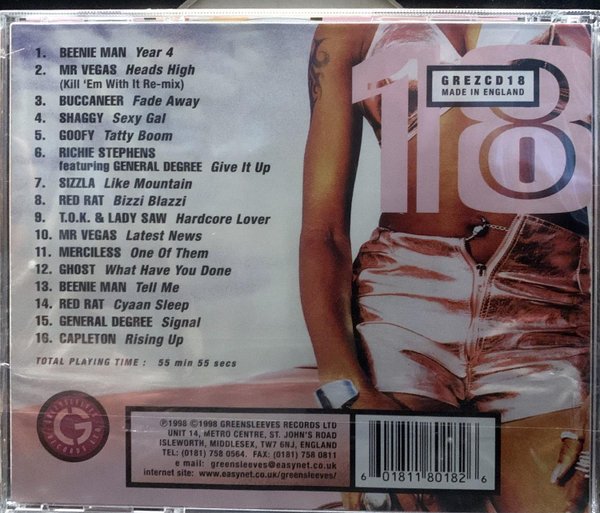 1. BEENIE MAN Year 4
2. MR VEGAS Heads High
(Kill 'Em With It Re-mix)
3. BUCCANEER Fade Away
4. SHAGGY Sexy Gal
5. GOOFY Tatty Boom
6. RICHIE STEPHENS
featuring GENERAL DEGREE Give It Up
7. SIZZLA Like Mountain
8. RED RAT Bizzi Blazzi
9. T.O.K. & LADY SAW Hardcore Lover
10. MR VEGAS Latest News
11. MERCILESS One Of Them
12. GHOST What Have You Done
13. BEENIE MAN Tell Me
14. RED RAT Cyaan Sleep
15. GENERAL DEGREE Signal
16. CAPLETON Rising Up
TOTAL PLAYING TIME : 55 min 55 secs
18
GREZCD18
MADE IN ENGLAND
G
GREENSLEEVES
RECORDS
℗1998 ©1998 GREENSLEEVES RECORDS LTD
UNIT 14, METRO CENTRE, ST. JOHN'S ROAD
ISLEWORTH, MIDDLESEX, TW7 6NJ, ENGLAND
TEL: (0181) 758 0564. FAX: (0181) 758 0811
e mail: greensleeves@easynet.co.uk
internet site: www.easynet.co.uk/greensleeves/
6 01811 80182 6